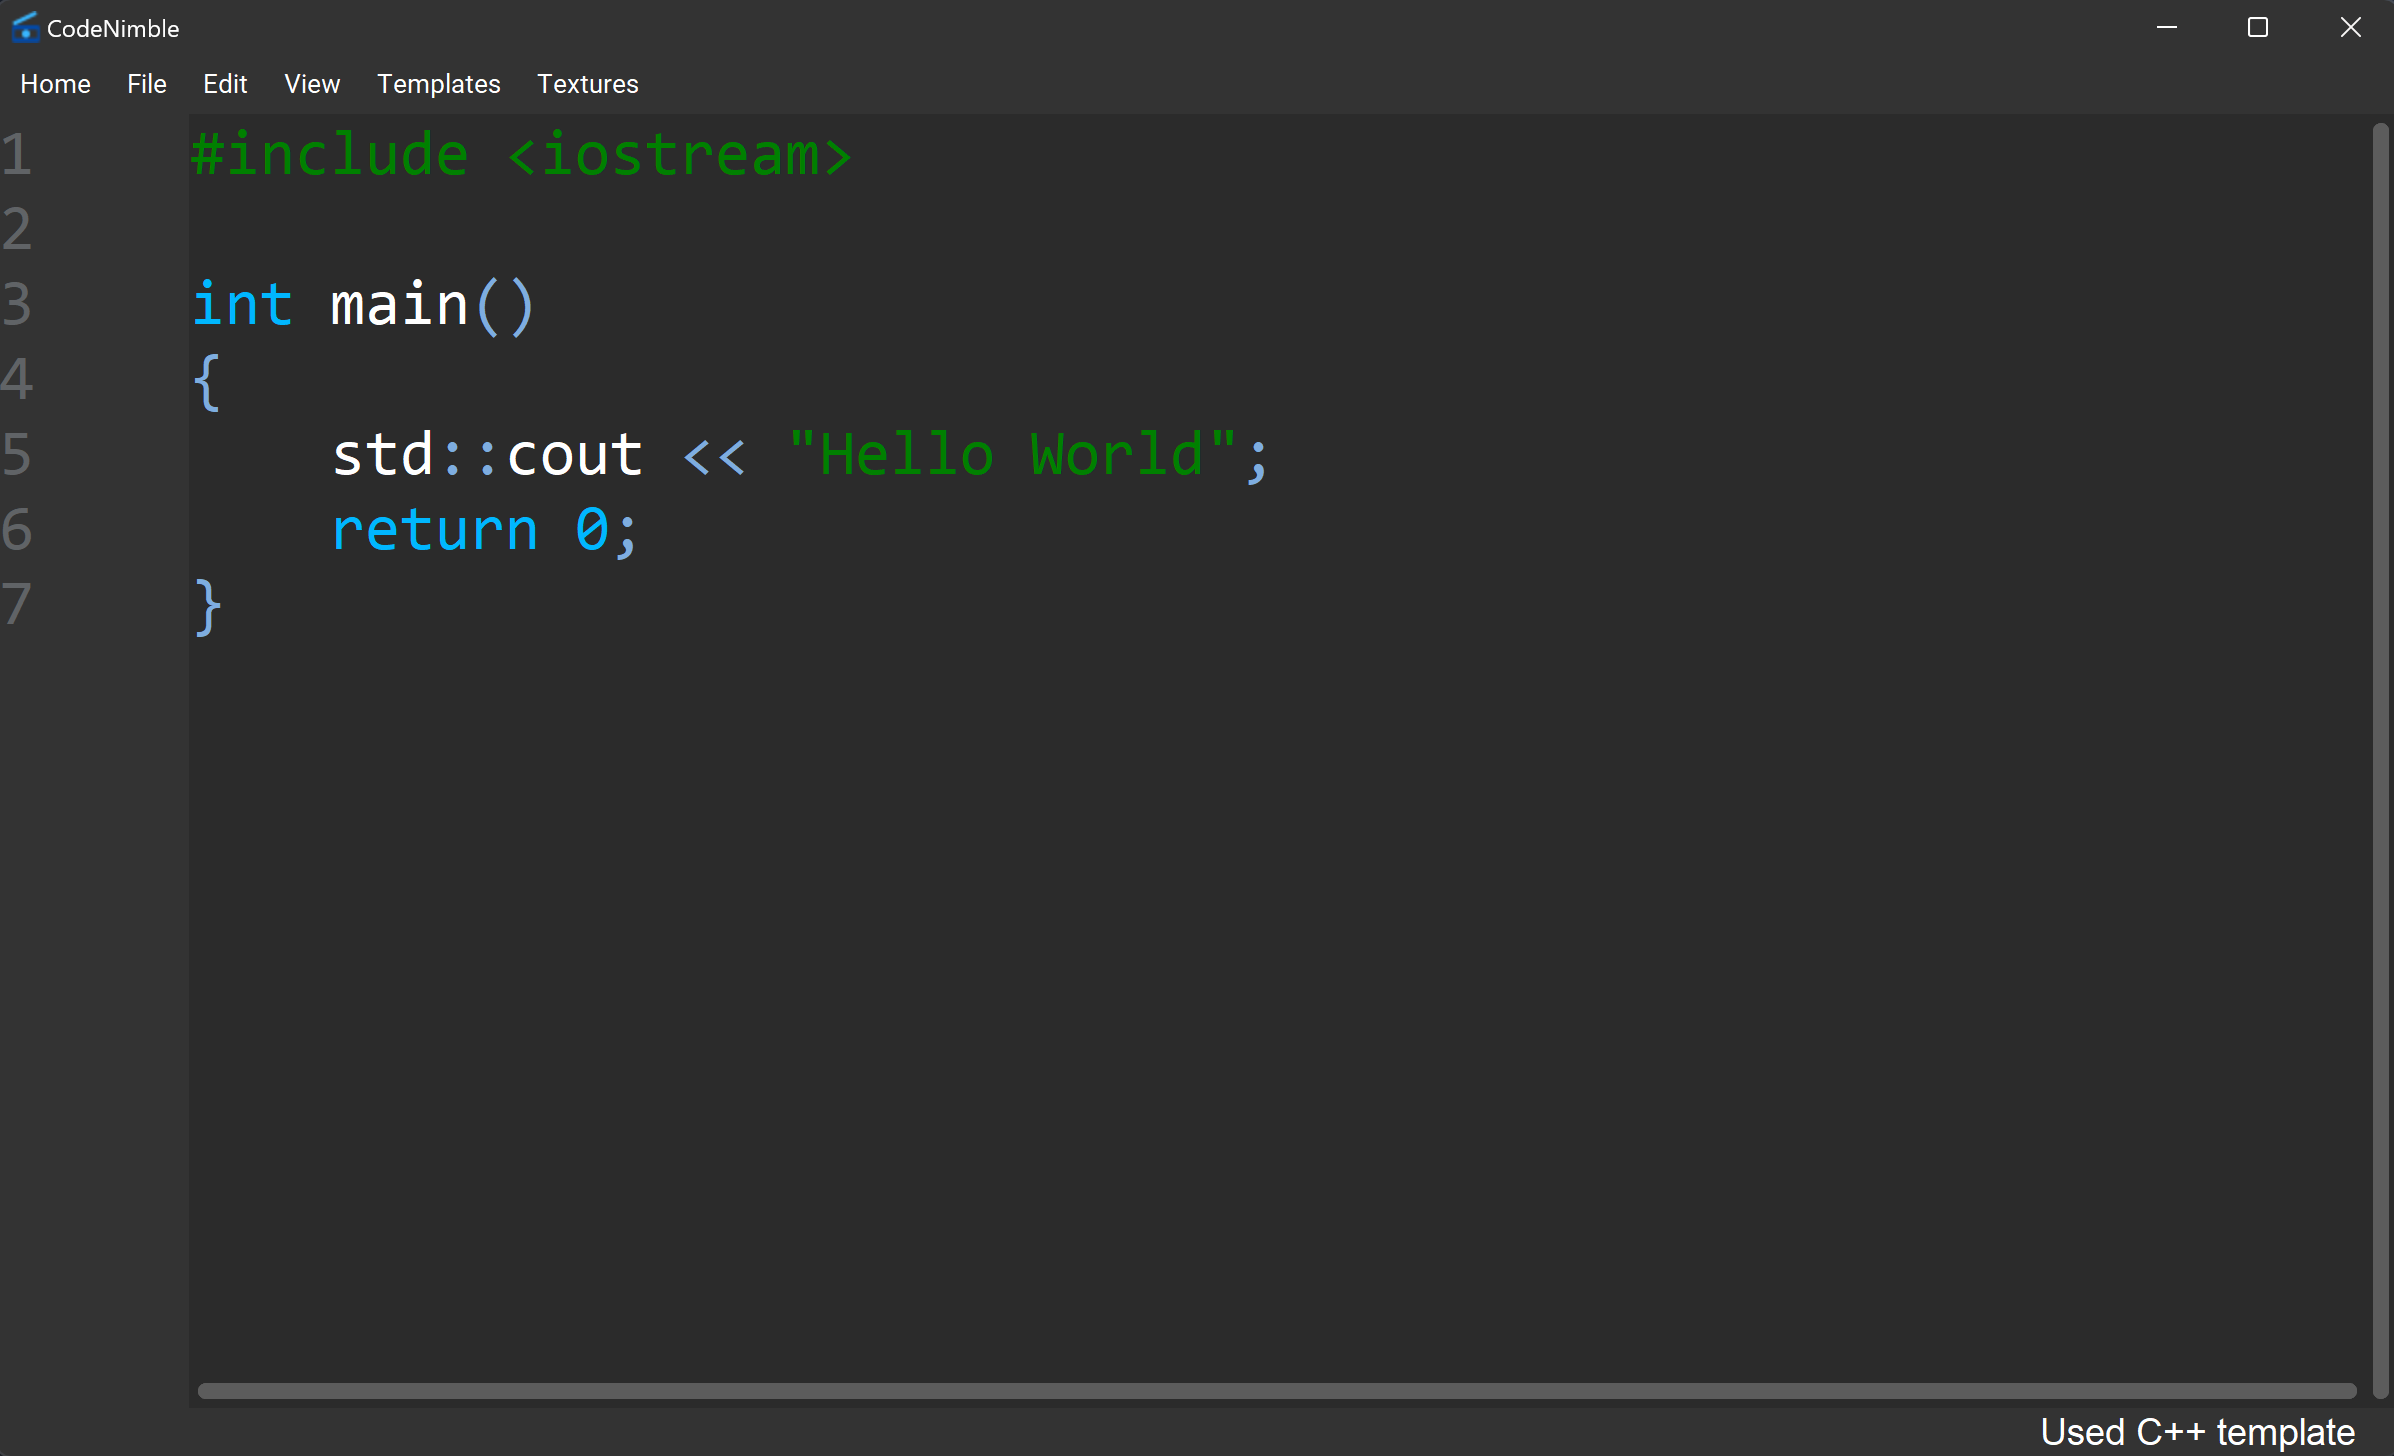 CodeNimble
Home File Edit View Templates Textures
1 #include <iostream>
2
3 int main()
4 {
5     std::cout << "Hello World";
6     return 0;
7 }
Used C++ template